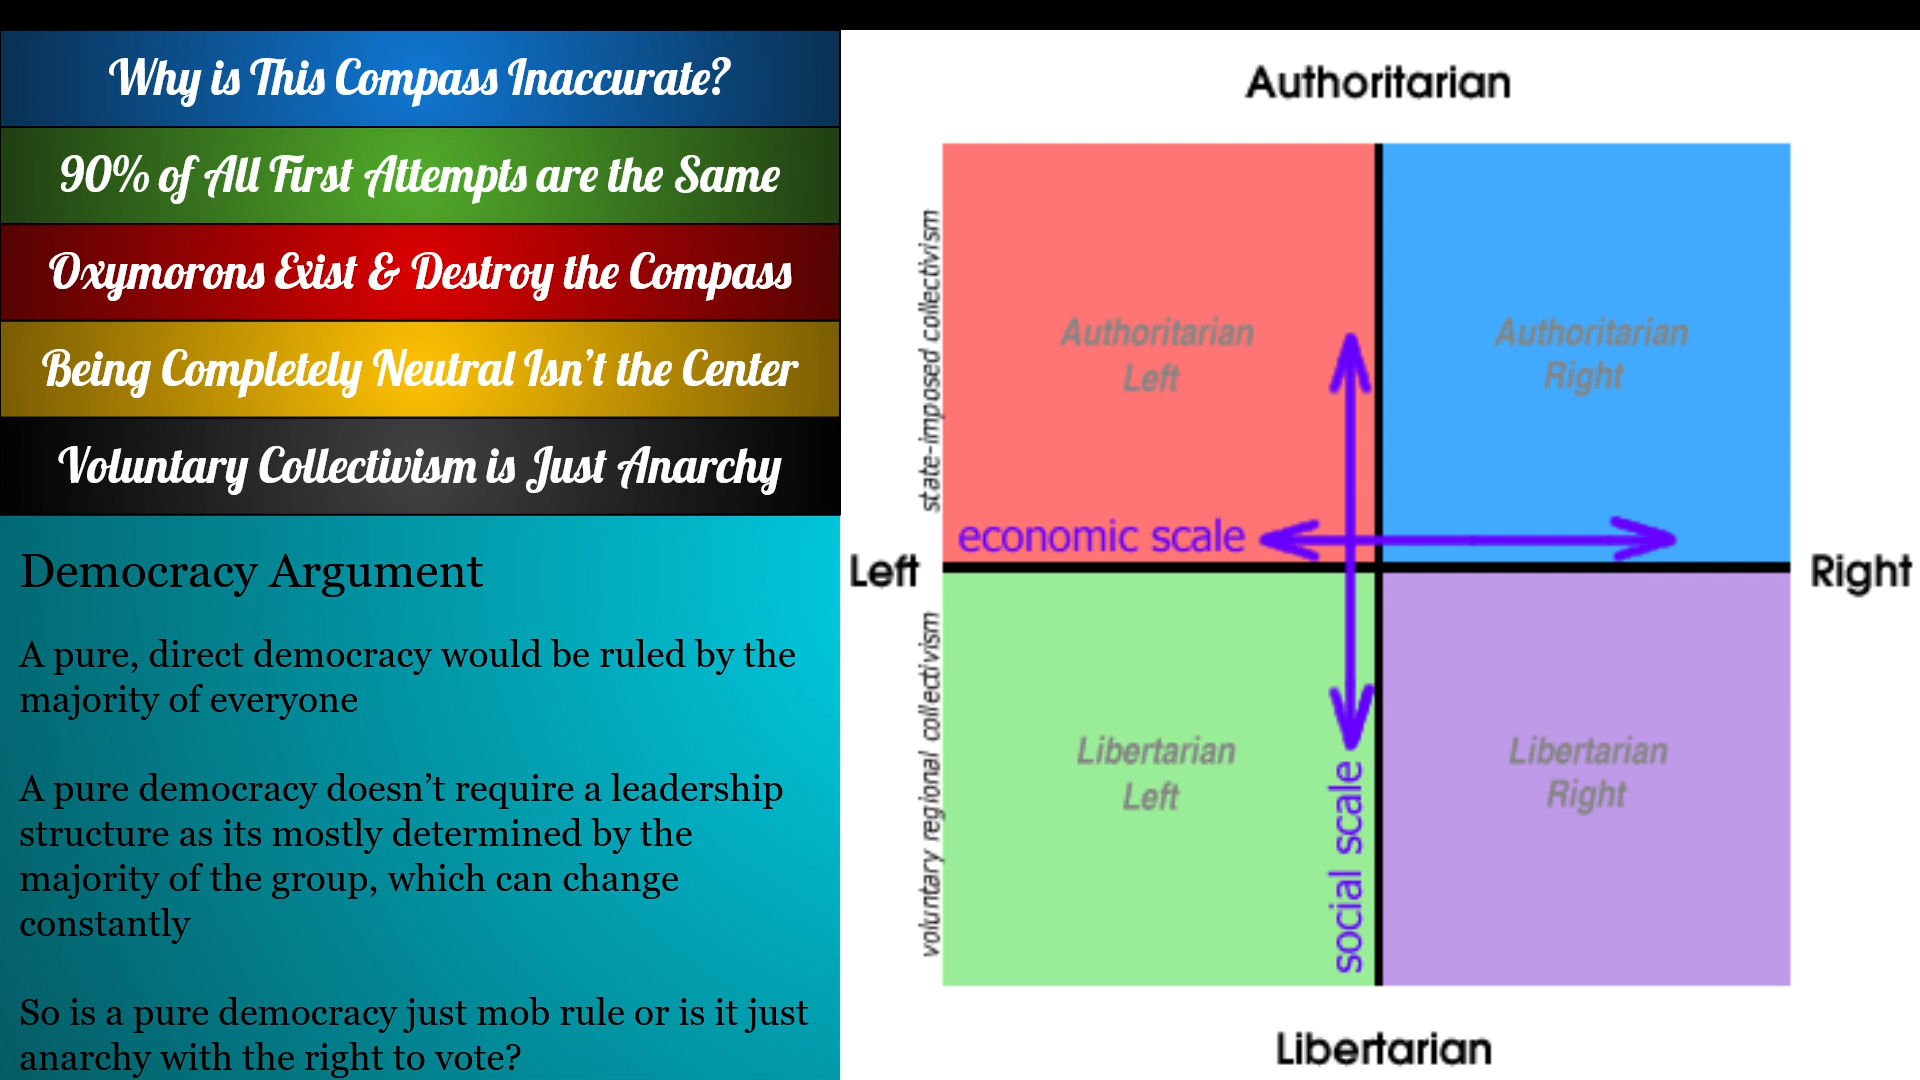 Why is This Compass Inaccurate?
90% of All First Attempts are the Same
Oxymorons Exist & Destroy the Compass
Being Completely Neutral Isn't the Center
Voluntary Collectivism is Just Anarchy
Democracy Argument
A pure, direct democracy would be ruled by the
majority of everyone
A pure democracy doesn't require a leadership
structure as its mostly determined by the
majority of the group, which can change
constantly
So is a pure democracy just mob rule or is it just
anarchy with the right to vote?
Authoritarian
state-imposed collectivism
Authoritarian
Left
Authoritarian
Right
economic scale
Left
Right
voluntary regional collectivism
Libertarian
Left
social scale
Libertarian
Right
Libertarian